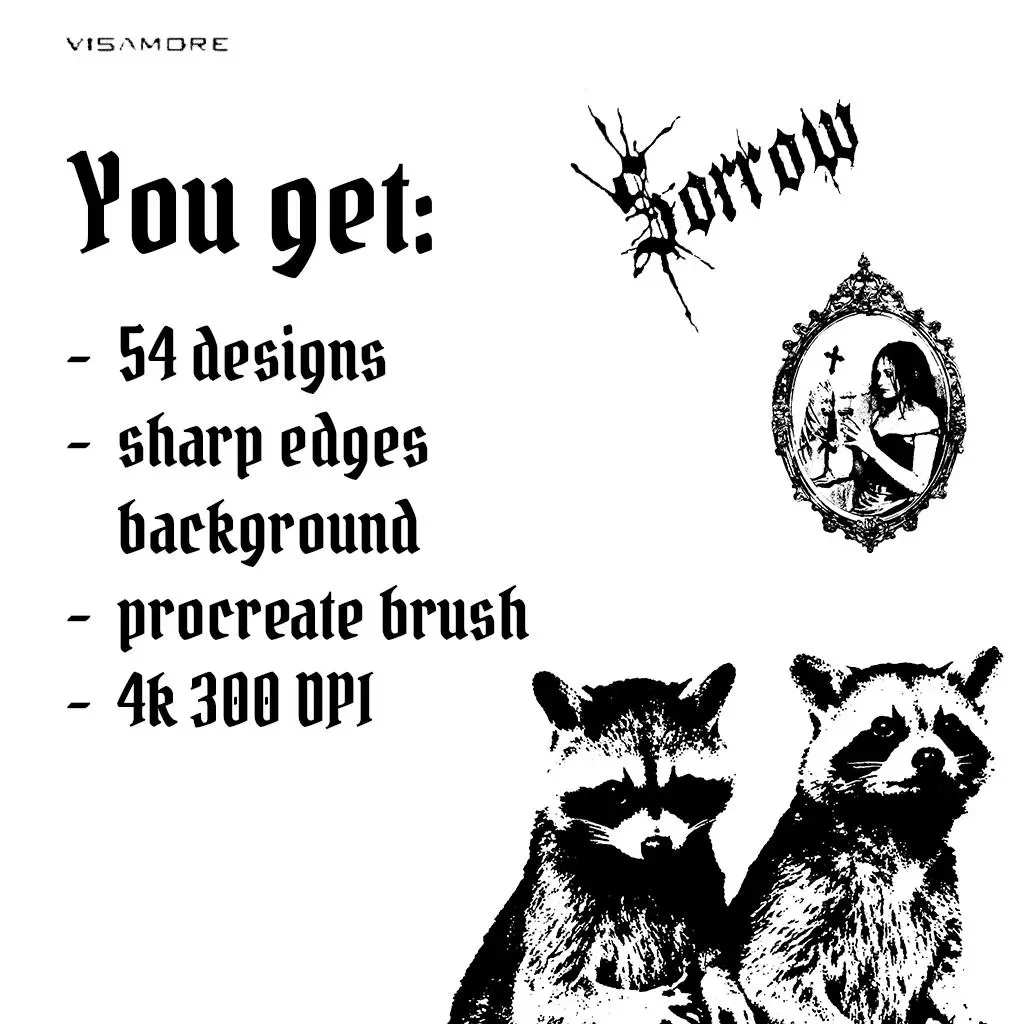 VISAMORE
Sorrow
You get:
- 54 designs
- sharp edges
background
- procreate brush
- 4k 300 DPI